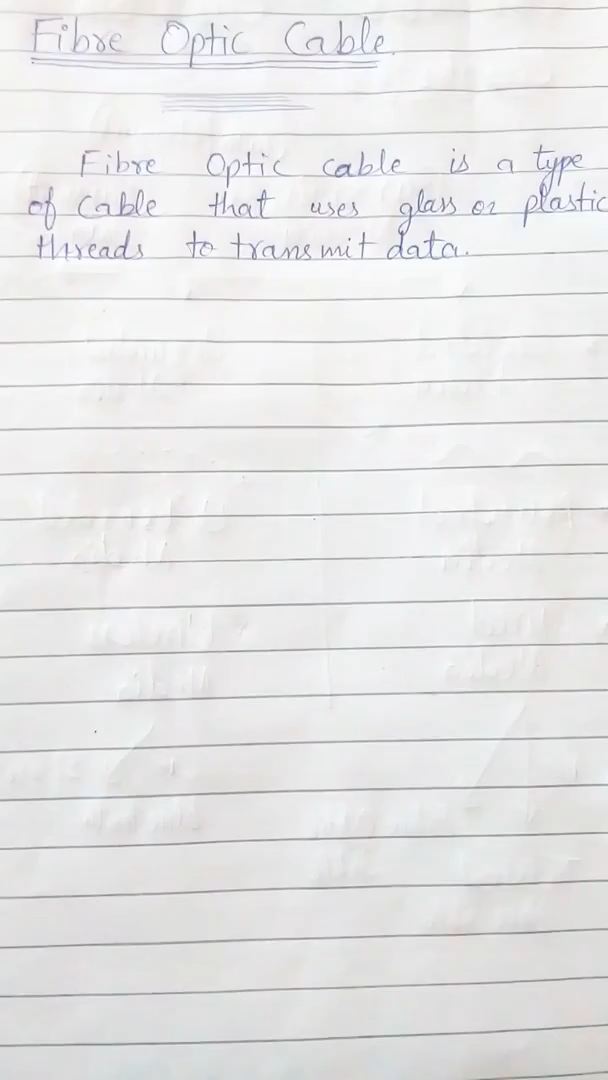 Fibre Optic Cable
Fibre Optic cable is a type
of cable that uses glass or plastic
threads to transmit data.